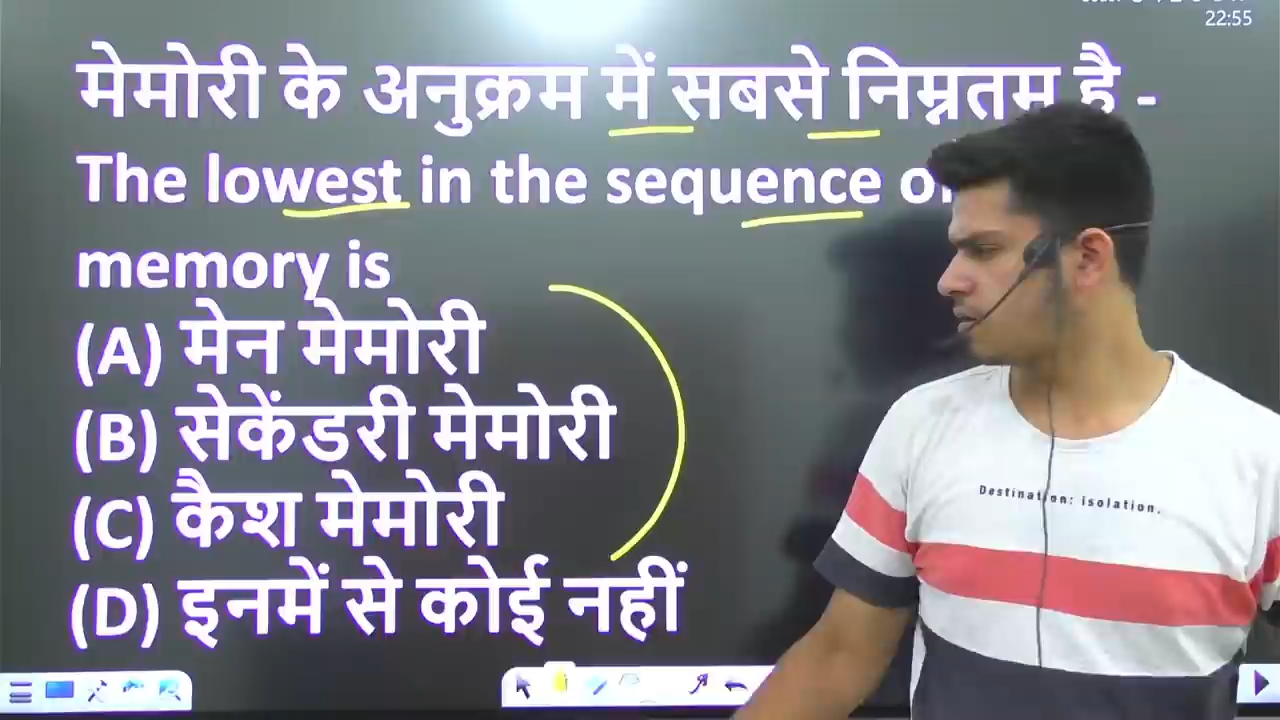 22:55
मेमोरी के अनुक्रम में सबसे निम्नतम है -
The lowest in the sequence of
memory is
(A) मेन मेमोरी
(B) सेकेंडरी मेमोरी
(C) कैश मेमोरी
(D) इनमें से कोई नहीं
Destination: isolation.